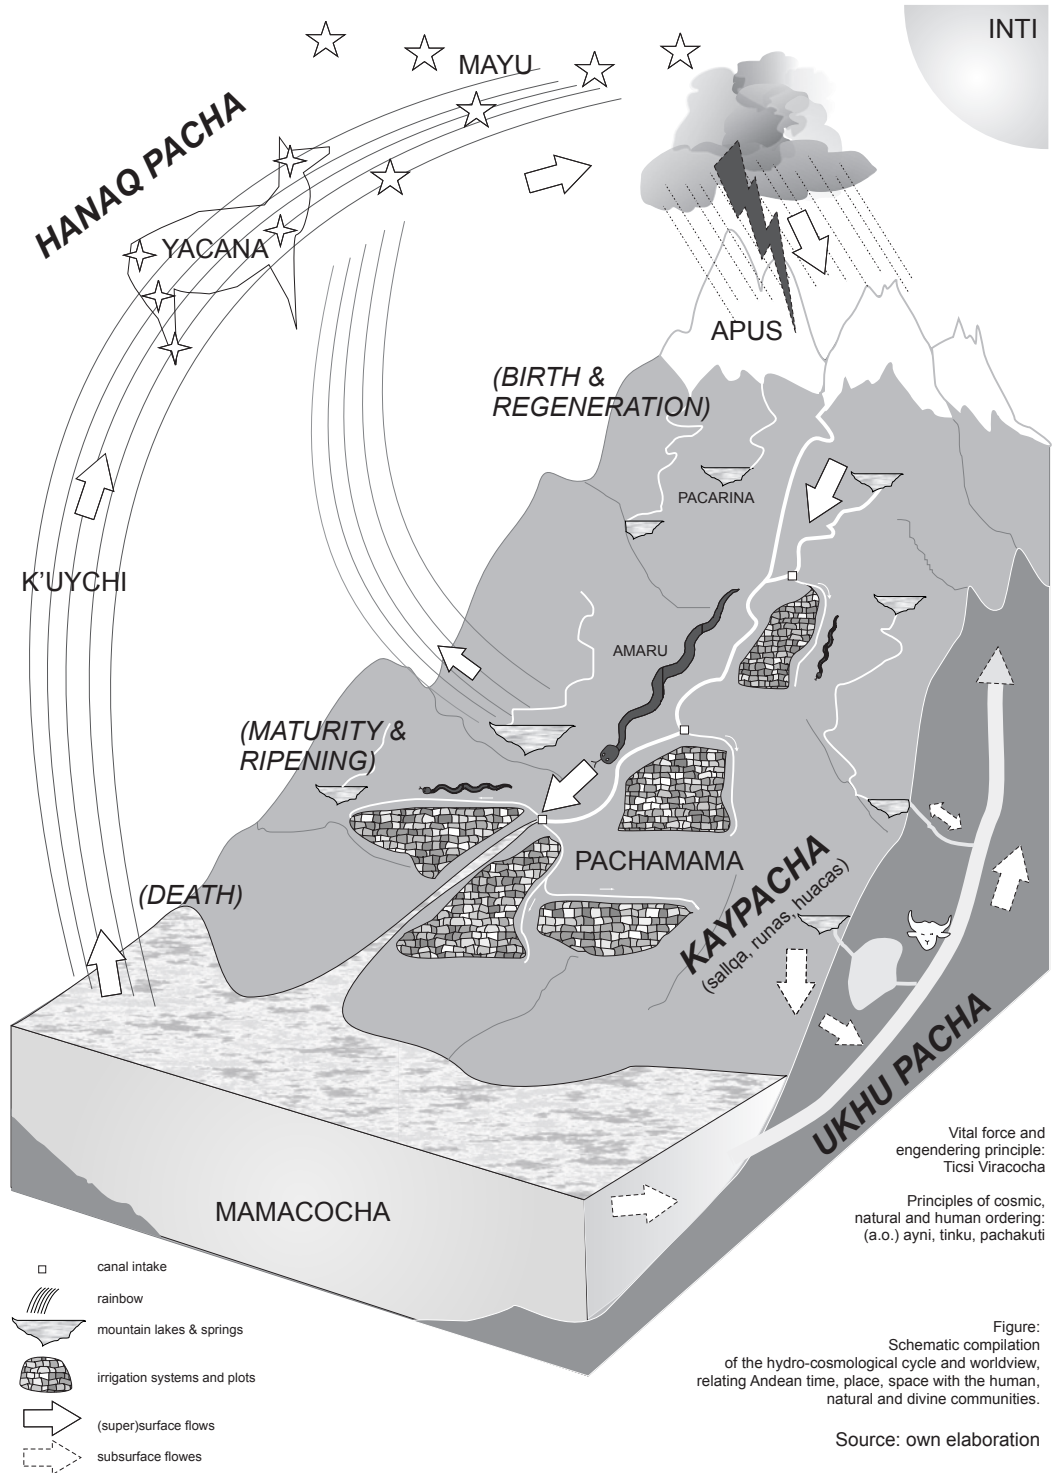 INTI
MAYU
HANAQ PACHA
YACANA
APUS
(BIRTH &
REGENERATION)
PACARINA
K'UYCHI
AMARU
(MATURITY &
RIPENING)
PACHAMAMA
KAYPACHA
(sallqa, runas, huacas)
(DEATH)
UKHU PACHA
MAMACOCHA
Vital force and
engendering principle:
Ticsi Viracocha
Principles of cosmic,
natural and human ordering:
(a.o.) ayni, tinku, pachakuti
canal intake
rainbow
mountain lakes & springs
irrigation systems and plots
(super)surface flows
subsurface flowes
Figure:
Schematic compilation
of the hydro-cosmological cycle and worldview,
relating Andean time, place, space with the human,
natural and divine communities.
Source: own elaboration